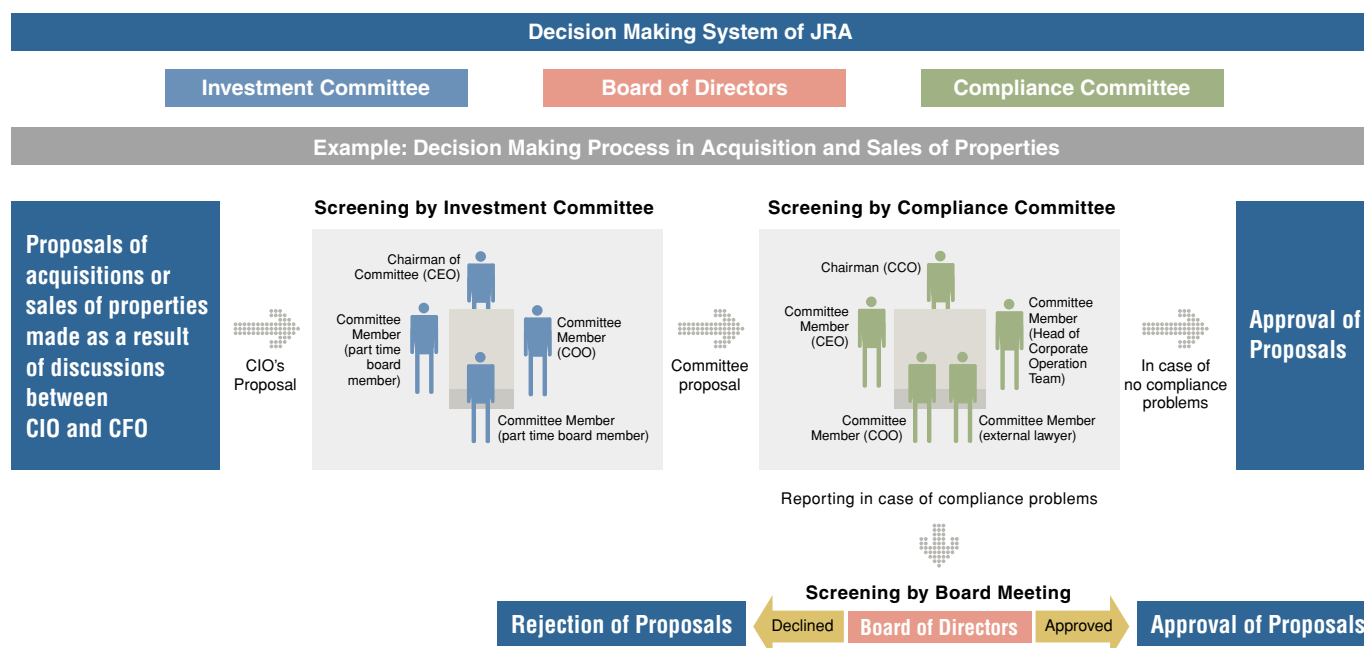 Decision Making System of JRA
Investment Committee
Board of Directors
Compliance Committee
Example: Decision Making Process in Acquisition and Sales of Properties
Proposals of
acquisitions or
sales of properties
made as a result
of discussions
between
CIO and CFO
CIO's
Proposal
Screening by Investment Committee
Chairman of
Committee (CEO)
Committee
Member
(part time
board
member)
Committee
Member
(COO)
Committee Member
(part time board member)
Committee
proposal
Screening by Compliance Committee
Chairman (CCO)
Committee
Member
(CEO)
Committee
Member
(Head of
Corporate
Operation
Team)
Committee
Member (COO)
Committee Member
(external lawyer)
In case of
no compliance
problems
Approval of
Proposals
Reporting in case of compliance problems
Screening by Board Meeting
Rejection of Proposals
Declined
Board of Directors
Approved
Approval of Proposals